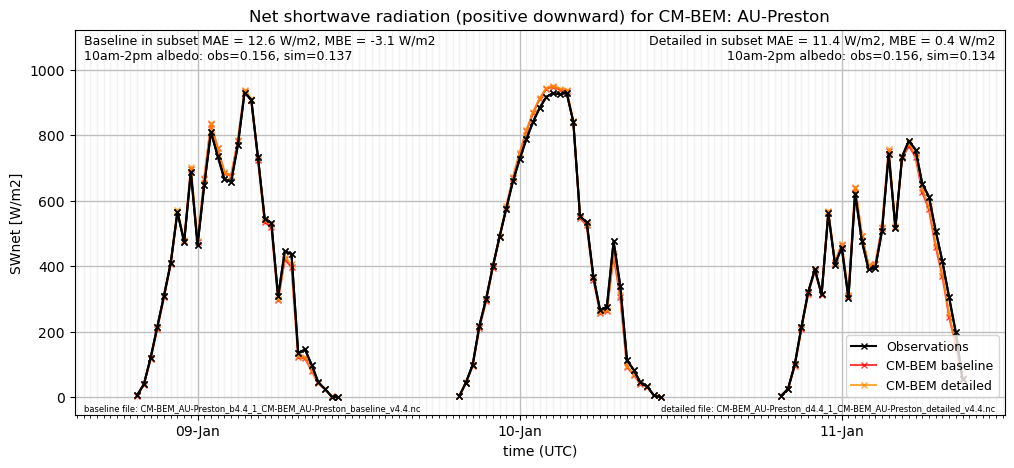 Net shortwave radiation (positive downward) for CM-BEM: AU-Preston
Baseline in subset MAE = 12.6 W/m2, MBE = -3.1 W/m2
10am-2pm albedo: obs=0.156, sim=0.137
Detailed in subset MAE = 11.4 W/m2, MBE = 0.4 W/m2
10am-2pm albedo: obs=0.156, sim=0.134
SWnet [W/m2]
1000
800
600
400
200
0
Observations
CM-BEM baseline
CM-BEM detailed
baseline file: CM-BEM_AU-Preston_b4.4_1_CM-BEM_AU-Preston_baseline_v4.4.nc
detailed file: CM-BEM_AU-Preston_d4.4_1_CM-BEM_AU-Preston_detailed_v4.4.nc
09-Jan
10-Jan
11-Jan
time (UTC)